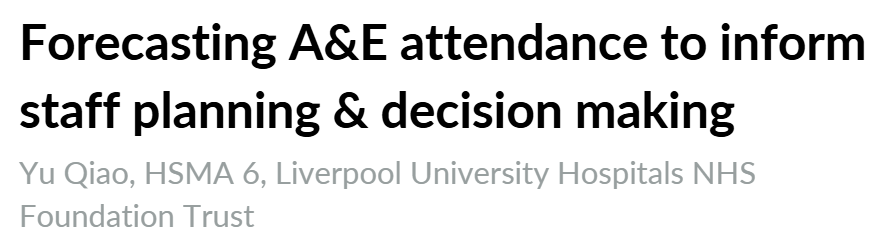 Forecasting A&E attendance to inform
staff planning & decision making
Yu Qiao, HSMA 6, Liverpool University Hospitals NHS
Foundation Trust